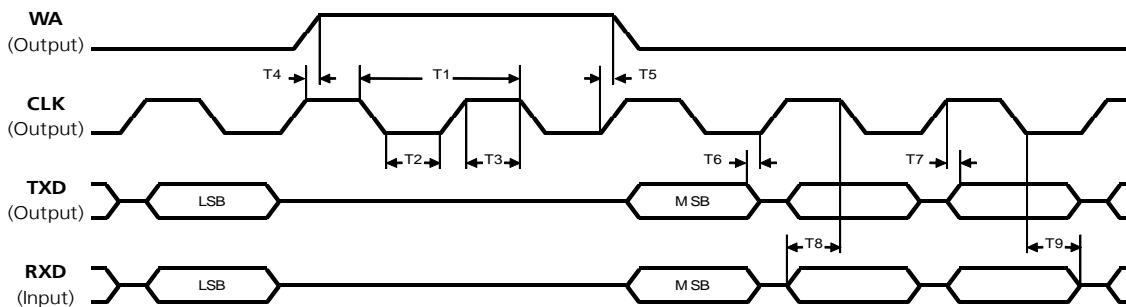 WA
(Output)
T4
T1
T5
CLK
(Output)
T2
T3
T6
T7
TXD
(Output)
LSB
MSB
T8
T9
RXD
(Input)
LSB
MSB